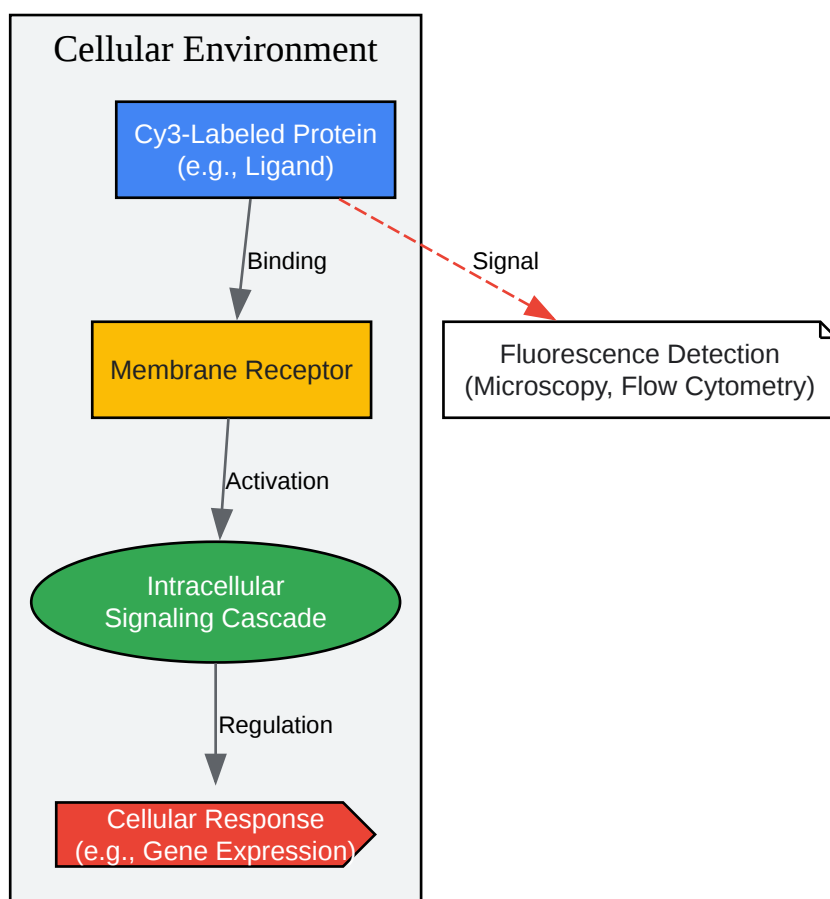 Cellular Environment
Cy3-Labeled Protein
(e.g., Ligand)
Binding
Signal
Membrane Receptor
Fluorescence Detection
(Microscopy, Flow Cytometry)
Activation
Intracellular
Signaling Cascade
Regulation
Cellular Response
(e.g., Gene Expression)